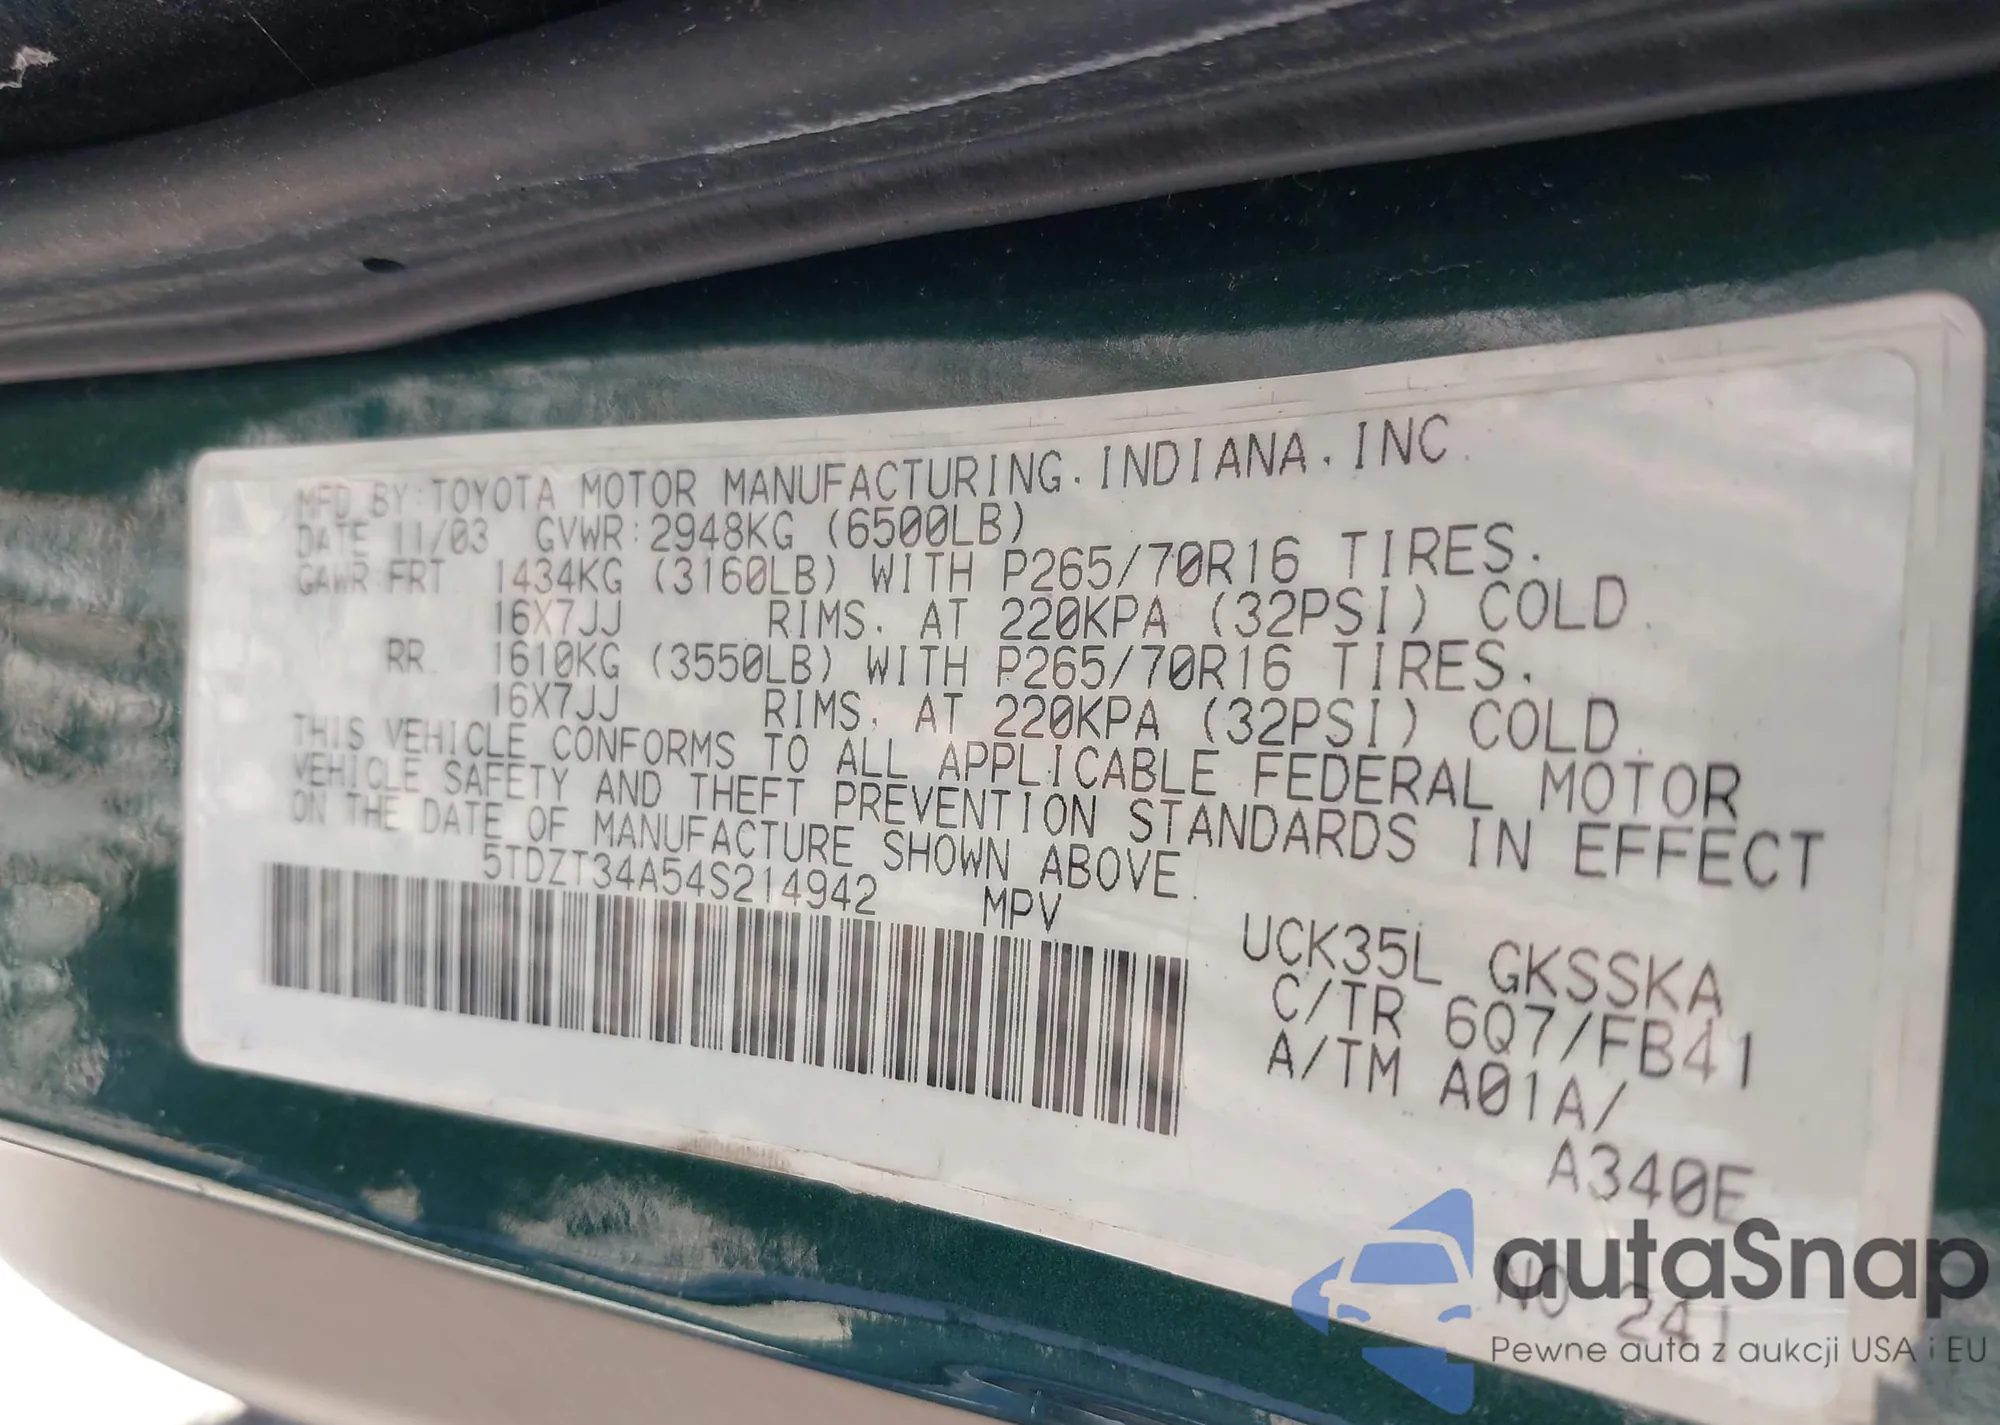 MFD BY:TOYOTA MOTOR MANUFACTURING.INDIANA.INC.
DATE 11/03 GVWR:2948KG (6500LB)
GAWR FRT 1434KG (3160LB) WITH P265/70R16 TIRES.
16X7JJ RIMS. AT 220KPA (32PSI) COLD.
RR. 1610KG (3550LB) WITH P265/70R16 TIRES.
16X7JJ RIMS. AT 220KPA (32PSI) COLD.
THIS VEHICLE CONFORMS TO ALL APPLICABLE FEDERAL MOTOR
VEHICLE SAFETY AND THEFT PREVENTION STANDARDS IN EFFECT
ON THE DATE OF MANUFACTURE SHOWN ABOVE.
5TDZT34A54S214942 MPV
UCK35L GKSSKA
C/TR 6Q7/FB41
A/TM A01A/
A340E
NO. 241
autaSnap
Pewne auta z aukcji USA i EU